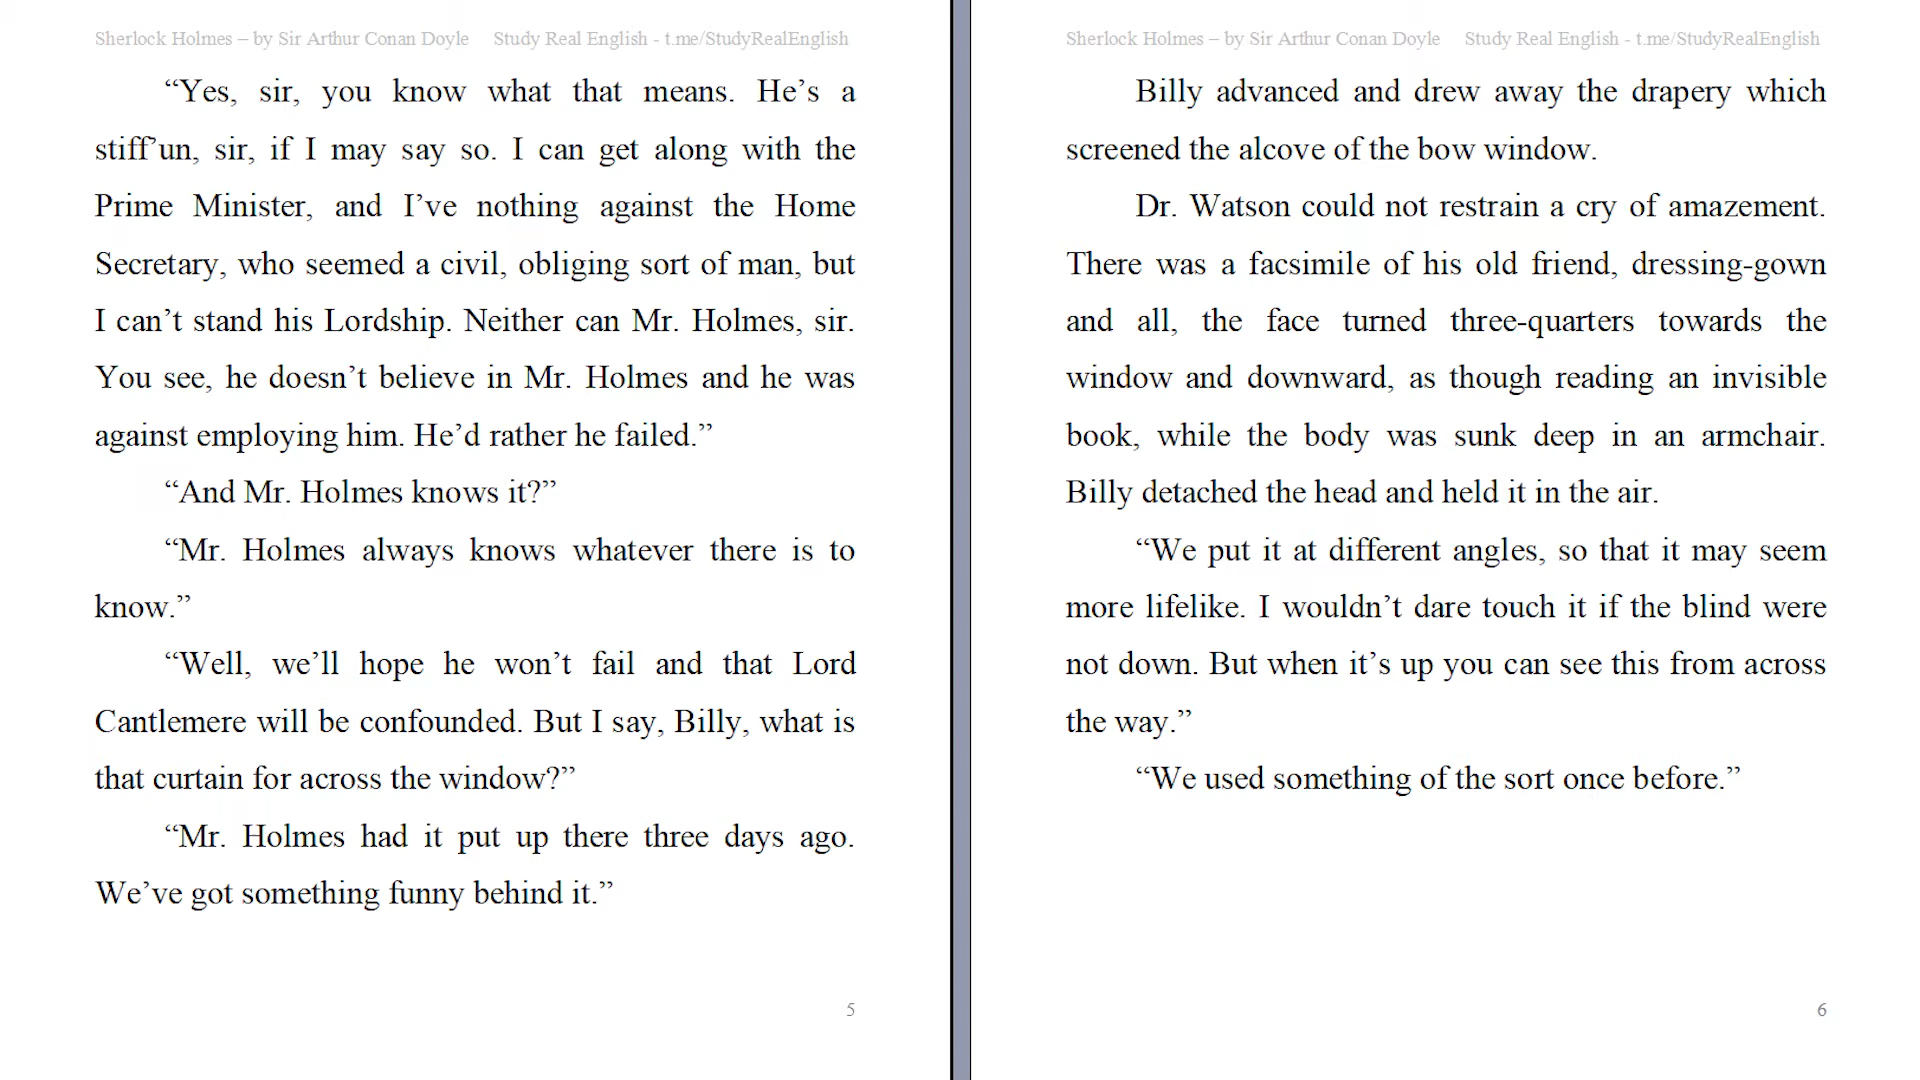 Sherlock Holmes – by Sir Arthur Conan Doyle Study Real English - t.me/StudyRealEnglish
“Yes, sir, you know what that means. He’s a
stiff’un, sir, if I may say so. I can get along with the
Prime Minister, and I’ve nothing against the Home
Secretary, who seemed a civil, obliging sort of man, but
I can’t stand his Lordship. Neither can Mr. Holmes, sir.
You see, he doesn’t believe in Mr. Holmes and he was
against employing him. He’d rather he failed.”
“And Mr. Holmes knows it?”
“Mr. Holmes always knows whatever there is to
know.”
“Well, we’ll hope he won’t fail and that Lord
Cantlemere will be confounded. But I say, Billy, what is
that curtain for across the window?”
“Mr. Holmes had it put up there three days ago.
We’ve got something funny behind it.”
5
Sherlock Holmes – by Sir Arthur Conan Doyle Study Real English - t.me/StudyRealEnglish
Billy advanced and drew away the drapery which
screened the alcove of the bow window.
Dr. Watson could not restrain a cry of amazement.
There was a facsimile of his old friend, dressing-gown
and all, the face turned three-quarters towards the
window and downward, as though reading an invisible
book, while the body was sunk deep in an armchair.
Billy detached the head and held it in the air.
“We put it at different angles, so that it may seem
more lifelike. I wouldn’t dare touch it if the blind were
not down. But when it’s up you can see this from across
the way.”
“We used something of the sort once before.”
6